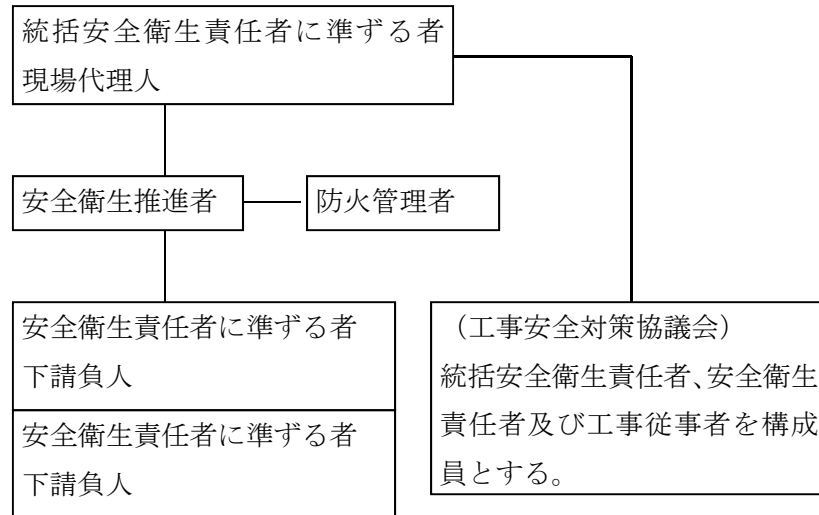 統括安全衛生責任者に準ずる者
現場代理人
安全衛生推進者
防火管理者
安全衛生責任者に準ずる者
下請負人
安全衛生責任者に準ずる者
下請負人
（工事安全対策協議会）
統括安全衛生責任者、安全衛生
責任者及び工事従事者を構成
員とする。